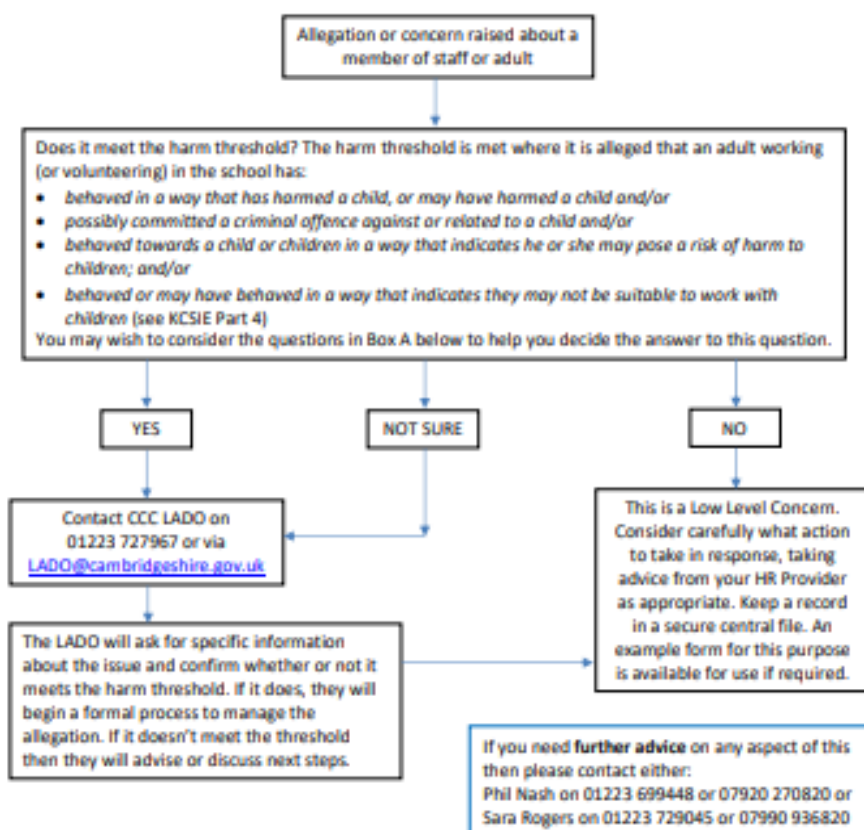 Allegation or concern raised about a
member of staff or adult
Does it meet the harm threshold? The harm threshold is met where it is alleged that an adult working
(or volunteering) in the school has:
• behaved in a way that has harmed a child, or may have harmed a child and/or
• possibly committed a criminal offence against or related to a child and/or
• behaved towards a child or children in a way that indicates he or she may pose a risk of harm to
children; and/or
• behaved or may have behaved in a way that indicates they may not be suitable to work with
children (see KCSIE Part 4)
You may wish to consider the questions in Box A below to help you decide the answer to this question.
YES
NOT SURE
NO
Contact CCC LADO on
01223 727967 or via
LADO@cambridgeshire.gov.uk
This is a Low Level Concern.
Consider carefully what action
to take in response, taking
advice from your HR Provider
as appropriate. Keep a record
in a secure central file. An
example form for this purpose
is available for use if required.
The LADO will ask for specific information
about the issue and confirm whether or not it
meets the harm threshold. If it does, they will
begin a formal process to manage the
allegation. If it doesn't meet the threshold
then they will advise or discuss next steps.
If you need further advice on any aspect of this
then please contact either:
Phil Nash on 01223 699448 or 07920 270820 or
Sara Rogers on 01223 729045 or 07990 936820